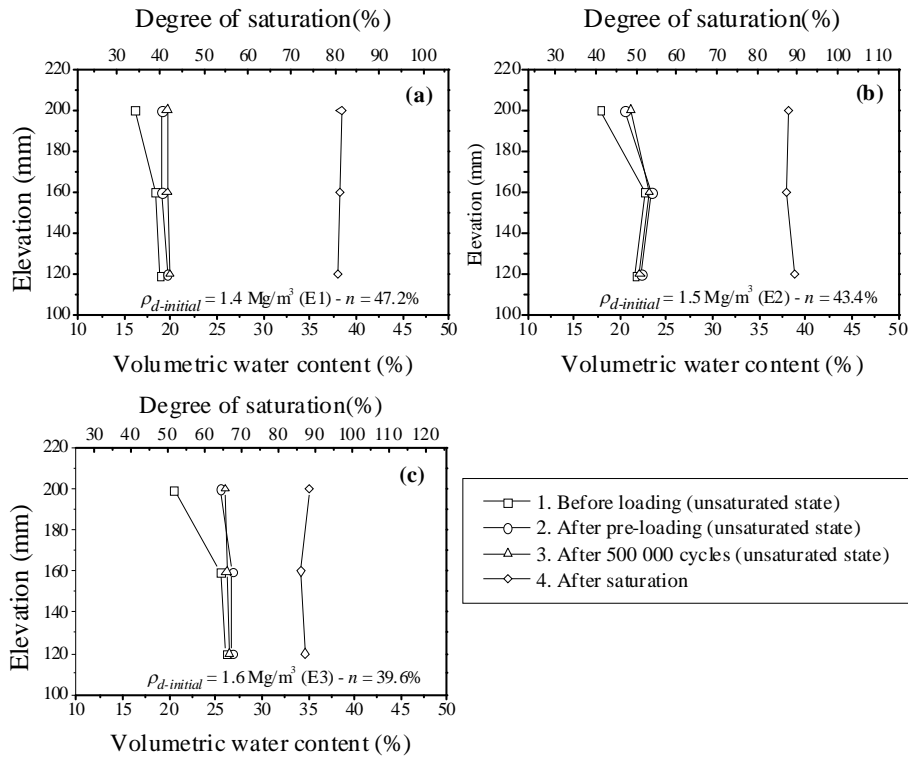 Degree of saturation(%)
30 40 50 60 70 80 90 100
220
200
180
160
140
120
100
Elevation (mm)
(a)
ρd-initial = 1.4 Mg/m³ (E1) - n = 47.2%
10 15 20 25 30 35 40 45 50
Volumetric water content (%)
Degree of saturation(%)
30 40 50 60 70 80 90 100 110
220
200
180
160
140
120
100
Elevation (mm)
(b)
ρd-initial = 1.5 Mg/m³ (E2) - n = 43.4%
10 15 20 25 30 35 40 45 50
Volumetric water content (%)
Degree of saturation(%)
30 40 50 60 70 80 90 100 110 120
220
200
180
160
140
120
100
Elevation (mm)
(c)
ρd-initial = 1.6 Mg/m³ (E3) - n = 39.6%
10 15 20 25 30 35 40 45 50
Volumetric water content (%)
1. Before loading (unsaturated state)
2. After pre-loading (unsaturated state)
3. After 500 000 cycles (unsaturated state)
4. After saturation